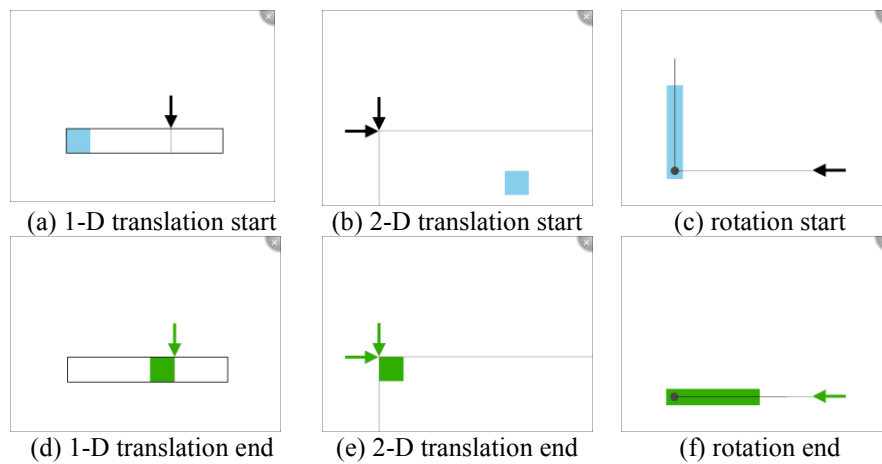 (a) 1-D translation start
(b) 2-D translation start
(c) rotation start
(d) 1-D translation end
(e) 2-D translation end
(f) rotation end